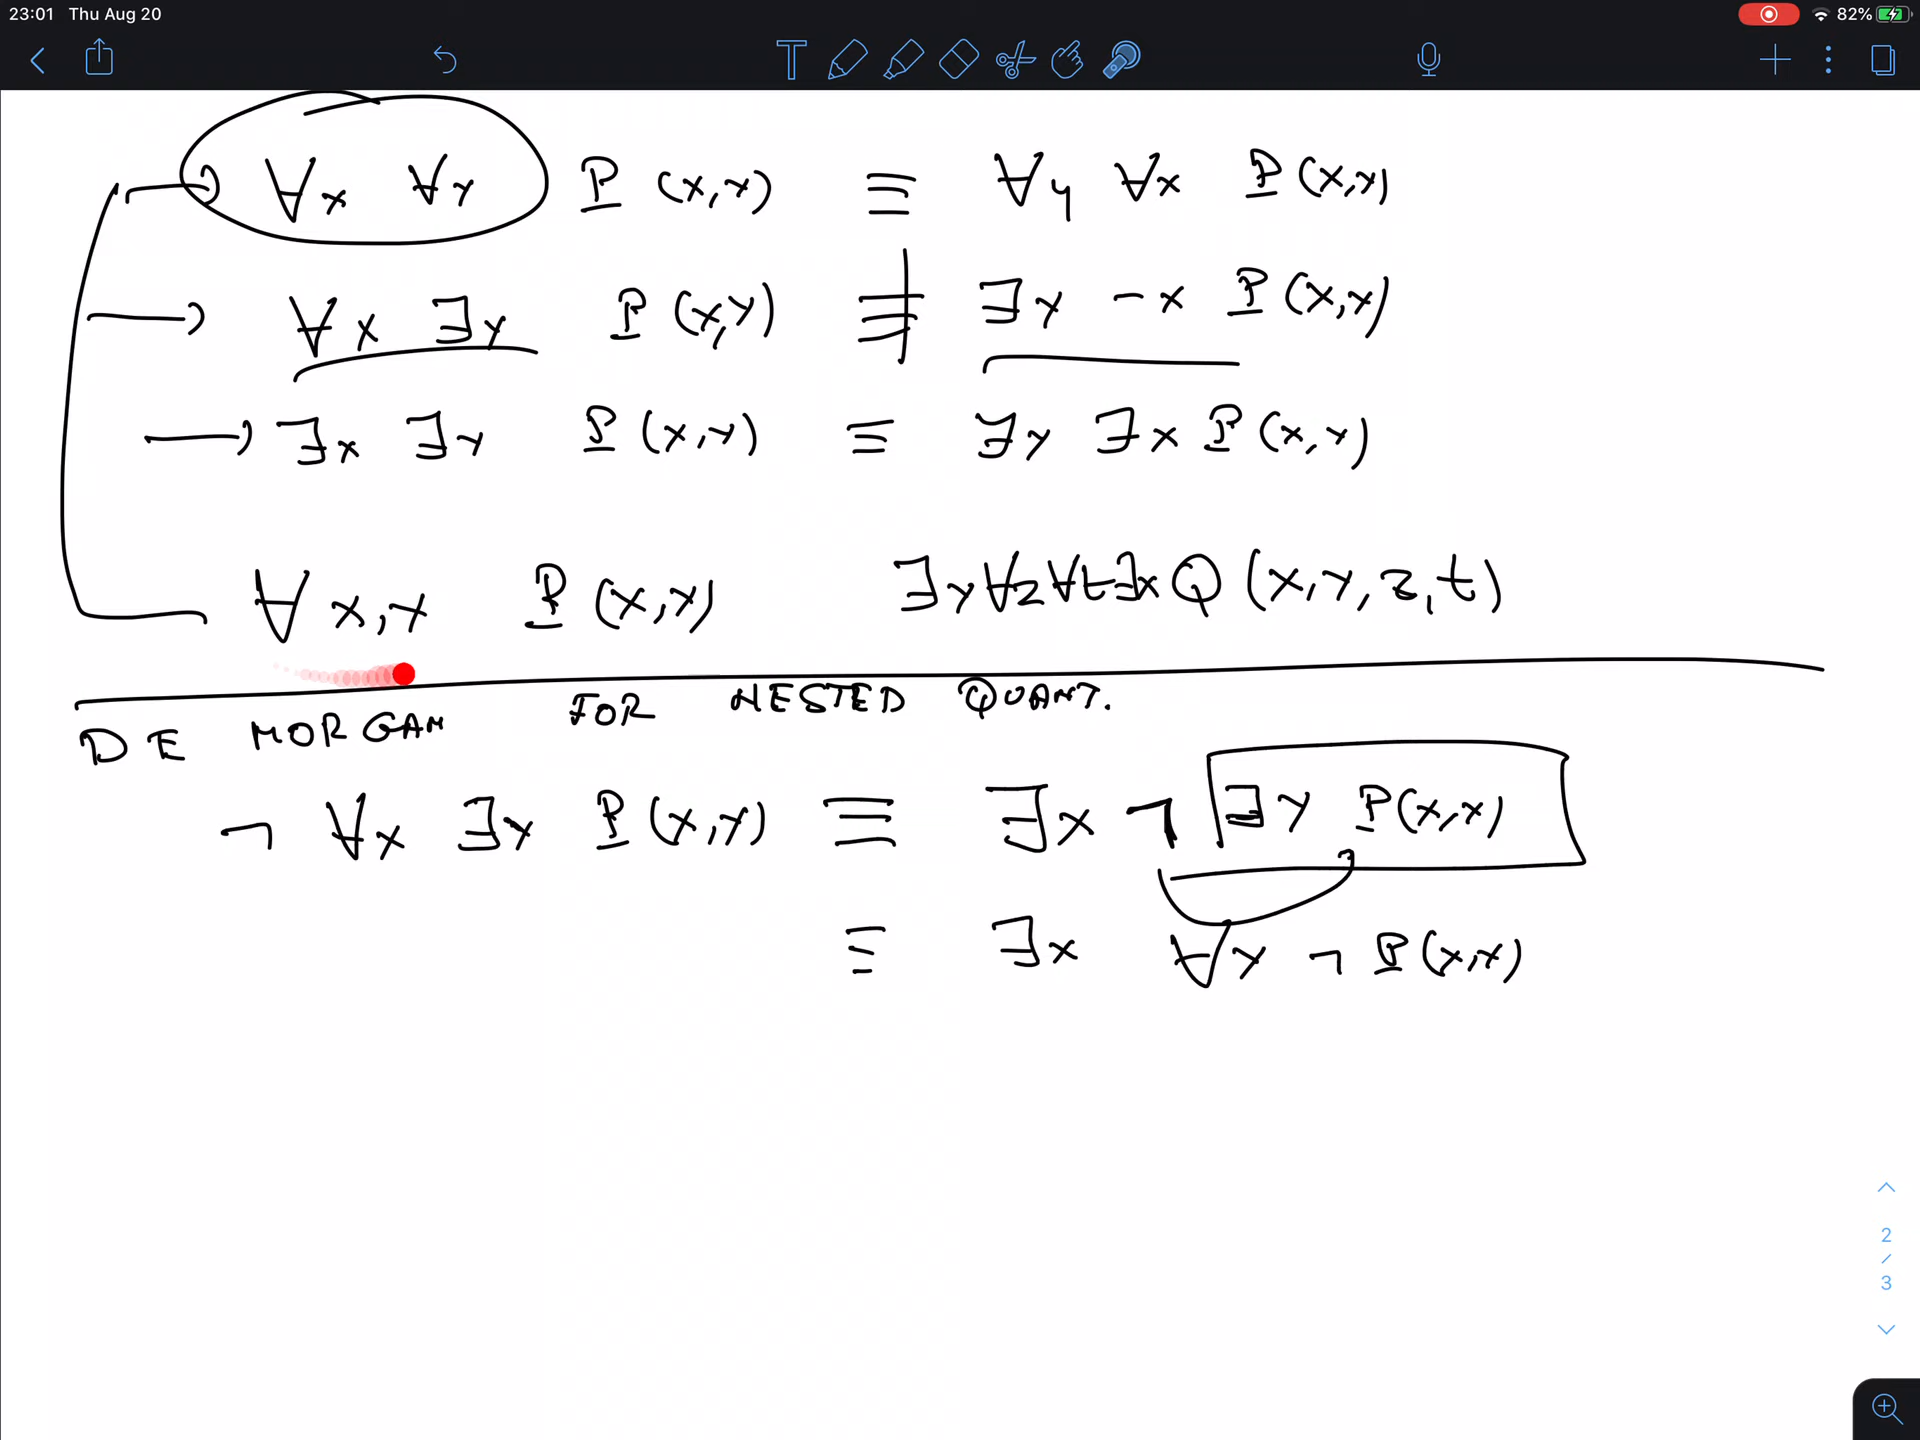 23:01 Thu Aug 20 82%
∀x ∀y P (x,y) ≡ ∀y ∀x P (x,y)
∀x ∃y P (x,y) ≢ ∃y −x P (x,y)
∃x ∃y P (x,y) ≡ ∃y ∃x P (x,y)
∀ x,y P (x,y) ∃y∀z∀t∃x Q (x,y,z,t)
DE MORGAN FOR NESTED QUANT.
¬ ∀x ∃y P (x,y) ≡ ∃x ¬ ∃y P(x,y)
≡ ∃x ∀y ¬ P(x,y)
2
/
3